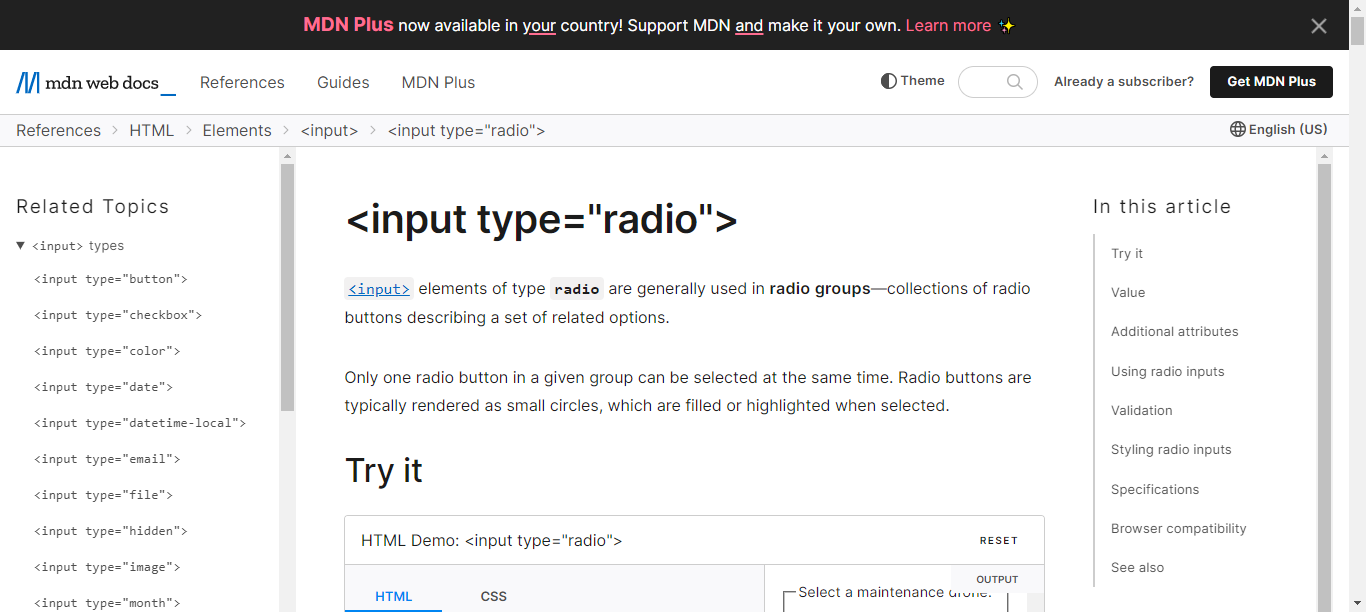 MDN Plus now available in your country! Support MDN and make it your own. Learn more ✨
mdn web docs_
References
Guides
MDN Plus
Theme
Already a subscriber?
Get MDN Plus
References > HTML > Elements > <input> > <input type="radio">
English (US)
Related Topics
<input> types
<input type="button">
<input type="checkbox">
<input type="color">
<input type="date">
<input type="datetime-local">
<input type="email">
<input type="file">
<input type="hidden">
<input type="image">
<input type="month">
<input type="radio">
<input> elements of type radio are generally used in radio groups—collections of radio
buttons describing a set of related options.
Only one radio button in a given group can be selected at the same time. Radio buttons are
typically rendered as small circles, which are filled or highlighted when selected.
Try it
HTML Demo: <input type="radio">
RESET
HTML
CSS
OUTPUT
Select a maintenance drone:
In this article
Try it
Value
Additional attributes
Using radio inputs
Validation
Styling radio inputs
Specifications
Browser compatibility
See also